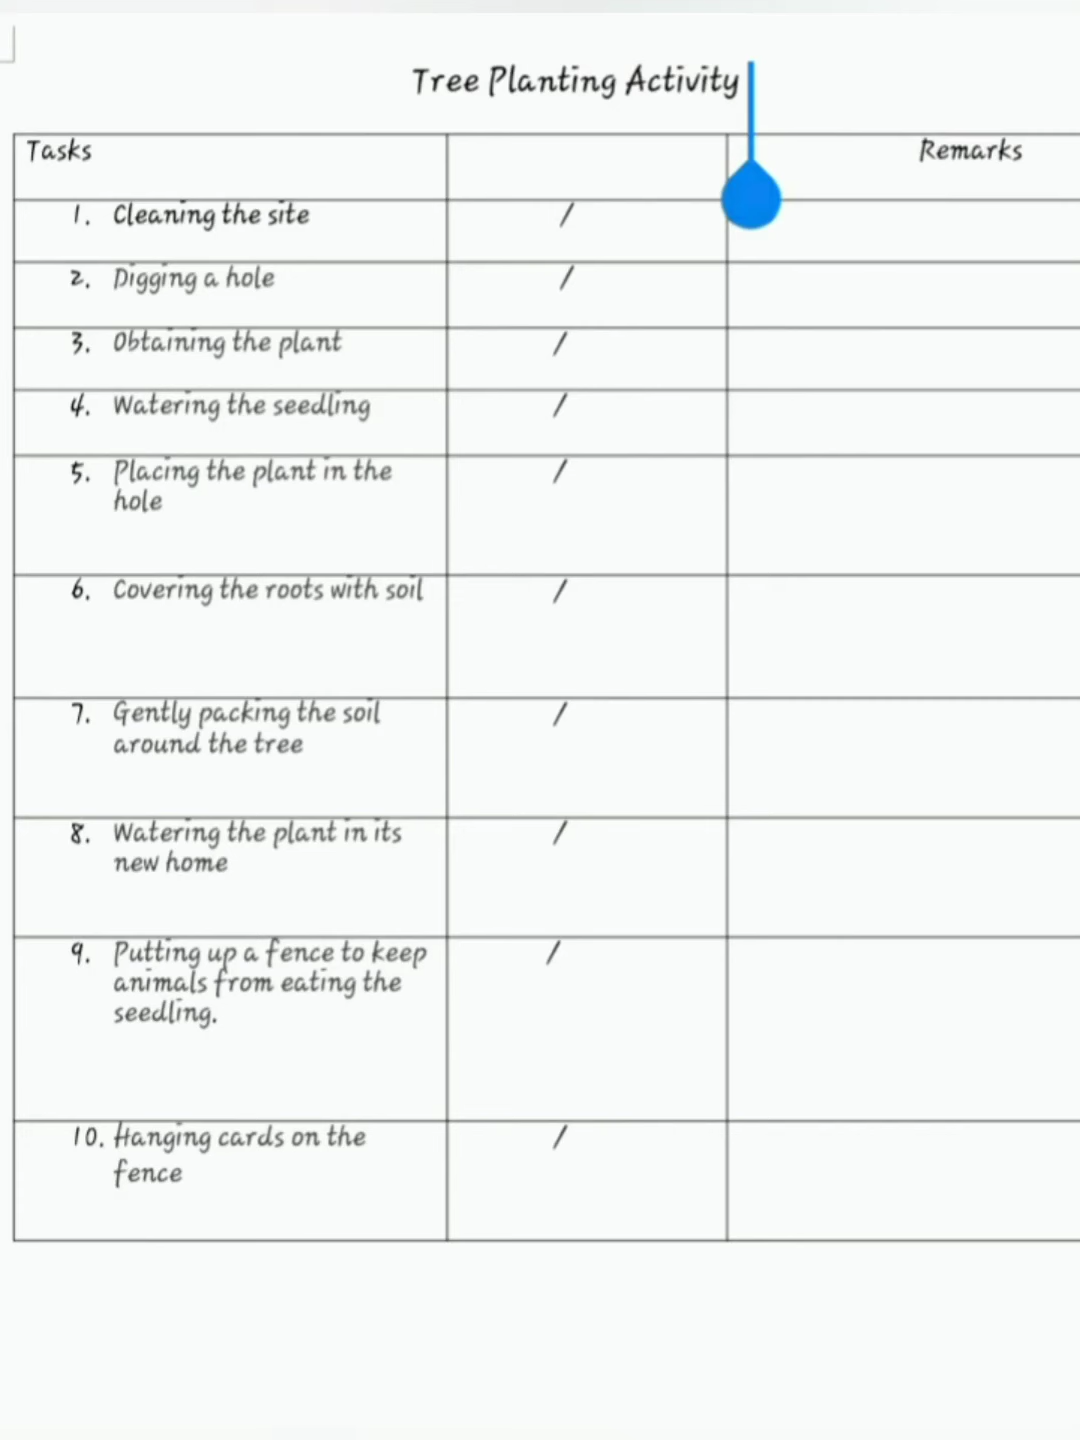 Tree Planting Activity
Tasks Remarks
1. Cleaning the site /
2. Digging a hole /
3. Obtaining the plant /
4. Watering the seedling /
5. Placing the plant in the /
hole
6. Covering the roots with soil /
7. Gently packing the soil /
around the tree
8. Watering the plant in its /
new home
9. Putting up a fence to keep /
animals from eating the
seedling.
10. Hanging cards on the /
fence